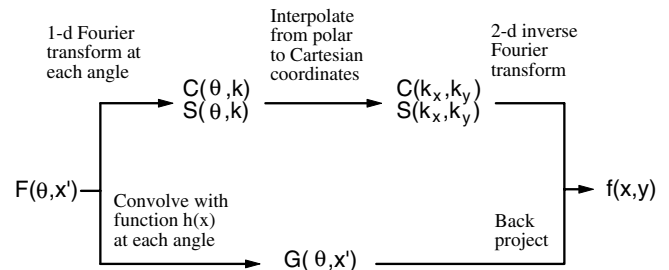 1-d Fourier
transform at
each angle
Interpolate
from polar
to Cartesian
coordinates
2-d inverse
Fourier
transform
C(θ,k)
S(θ,k)
C(kx,ky)
S(kx,ky)
F(θ,x')
f(x,y)
Convolve with
function h(x)
at each angle
G(θ,x')
Back
project